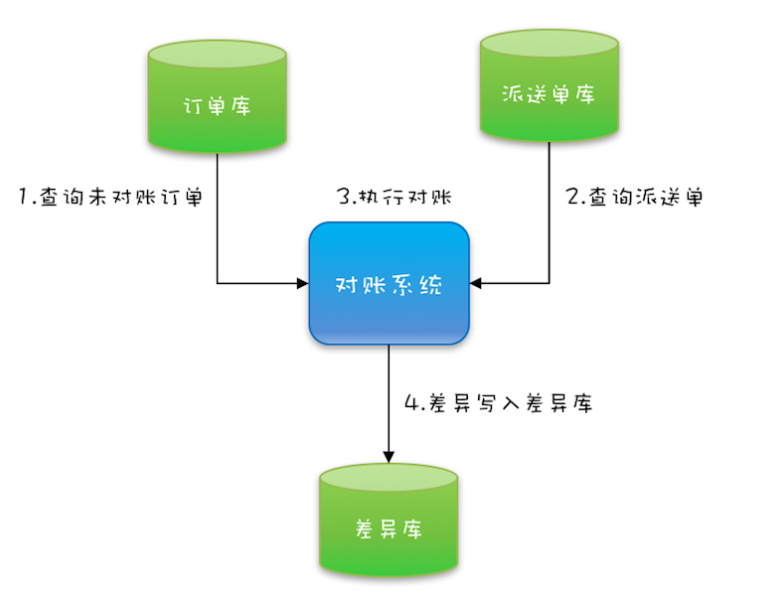 订单库
派送单库
1.查询未对账订单
3.执行对账
2.查询派送单
对账系统
4.差异写入差异库
差异库